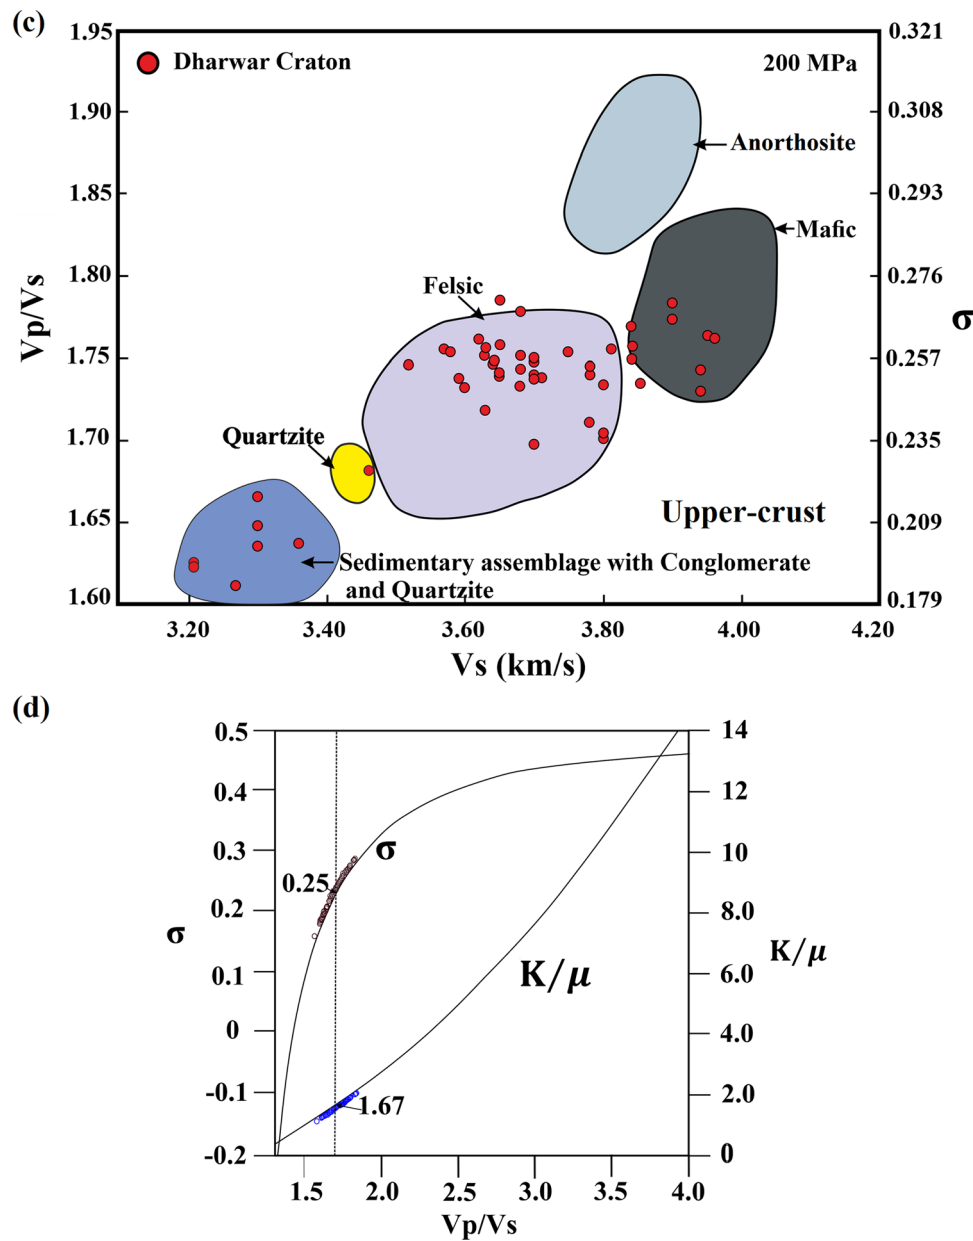 (c)
1.95
1.90
1.85
1.80
1.75
1.70
1.65
1.60
Vp/Vs
Dharwar Craton
200 MPa
Anorthosite
Mafic
Felsic
Quartzite
Upper-crust
Sedimentary assemblage with Conglomerate
and Quartzite
0.321
0.308
0.293
0.276
0.257
0.235
0.209
0.179
σ
3.20 3.40 3.60 3.80 4.00 4.20
Vs (km/s)
(d)
0.5
0.4
0.3
0.2
0.1
0
-0.1
-0.2
σ
σ
0.25
K/μ
1.67
14
12
10
8.0
6.0
4.0
2.0
0
K/μ
1.5 2.0 2.5 3.0 3.5 4.0
Vp/Vs